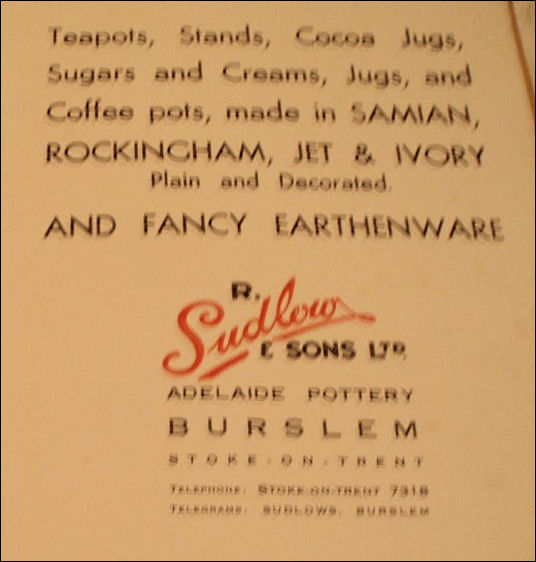 Teapots, Stands, Cocoa Jugs,
Sugars and Creams, Jugs, and
Coffee pots, made in SAMIAN,
ROCKINGHAM, JET & IVORY
Plain and Decorated,
AND FANCY EARTHENWARE
R.
Sudlow
& SONS LTD.
ADELAIDE POTTERY
BURSLEM
STOKE-ON-TRENT
TELEPHONE: STOKE-ON-TRENT 7318
TELEGRAMS: SUDLOWS, BURSLEM